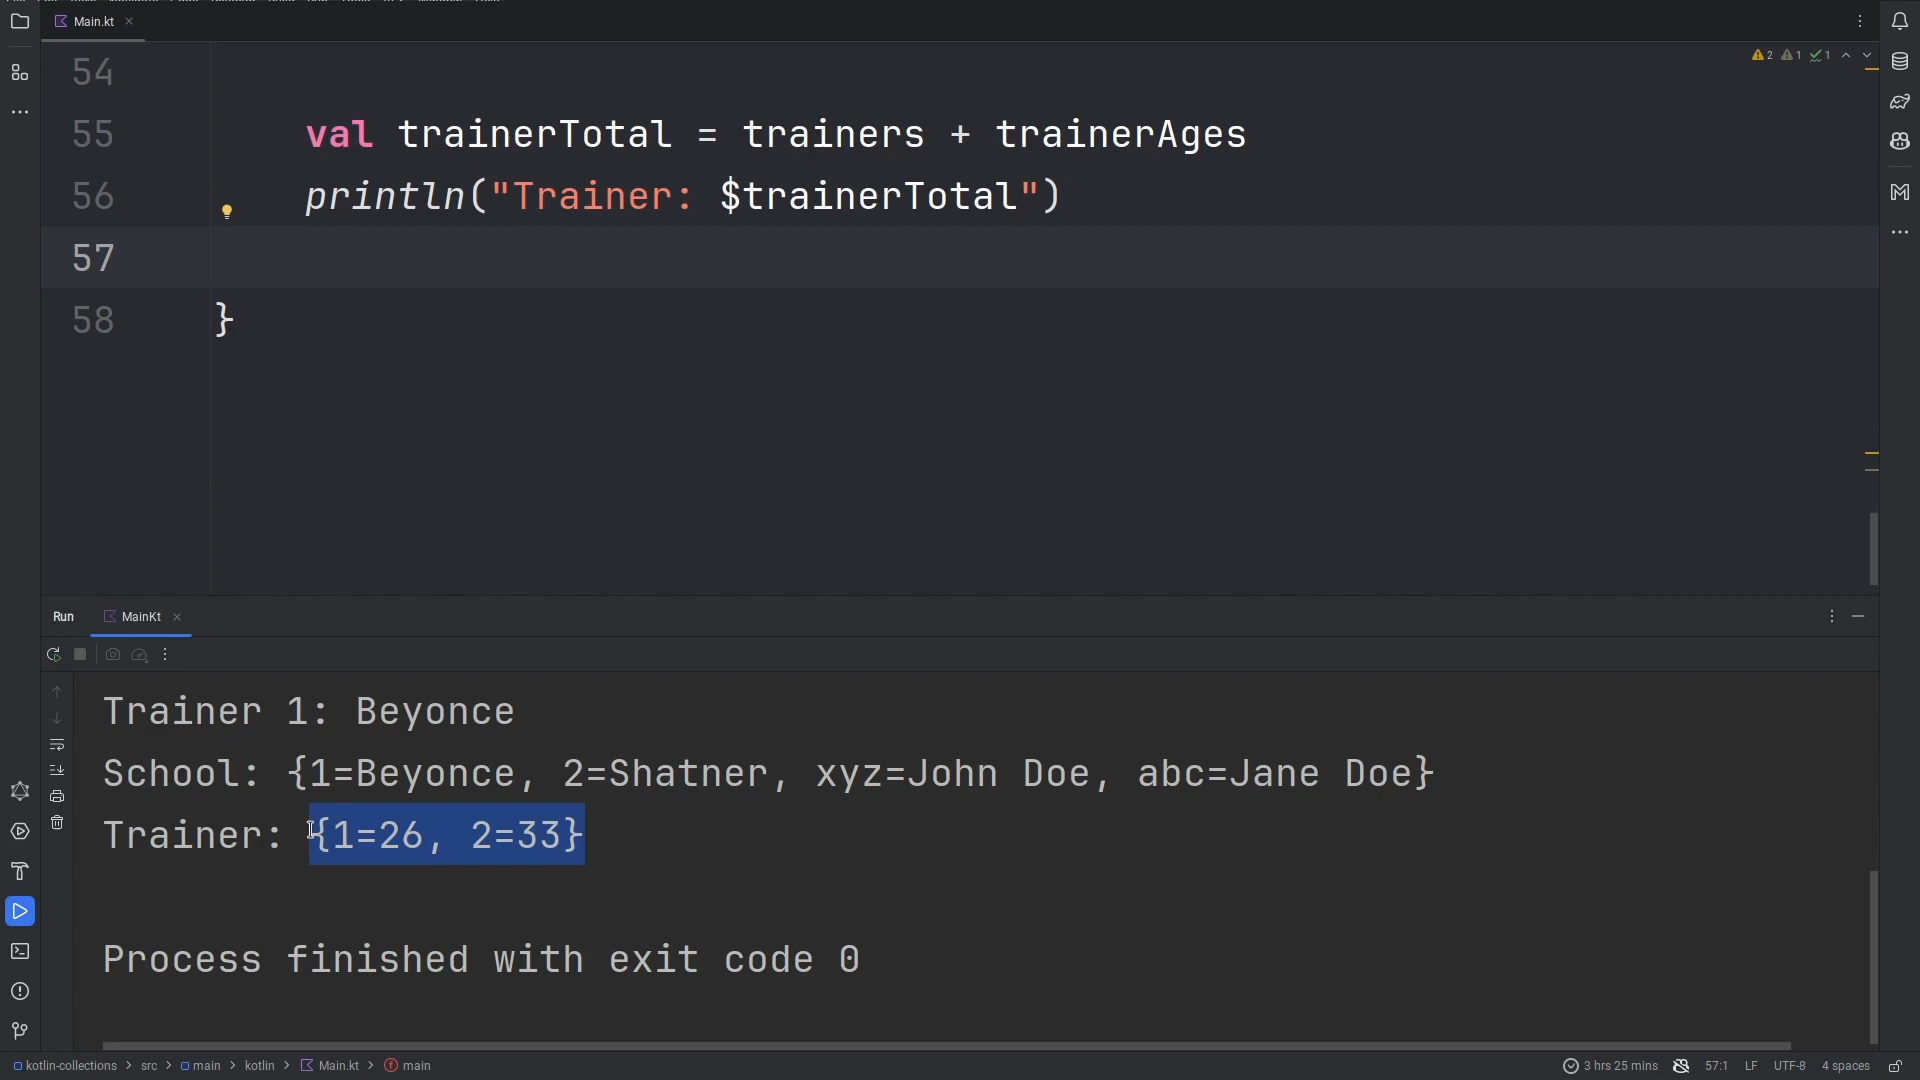 Main.kt
54
2 1 1
55 val trainerTotal = trainers + trainerAges
56 println("Trainer: $trainerTotal")
57
58 }
Run MainKt
Trainer 1: Beyonce
School: {1=Beyonce, 2=Shatner, xyz=John Doe, abc=Jane Doe}
Trainer: {1=26, 2=33}
Process finished with exit code 0
kotlin-collections > src > main > kotlin > Main.kt > main 3 hrs 25 mins 57:1 LF UTF-8 4 spaces